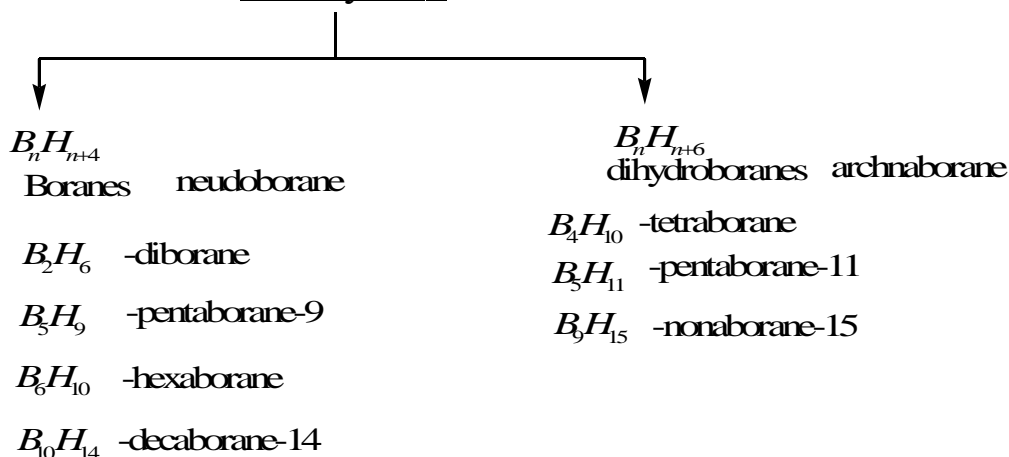 BₙHₙ₊₄
Boranes neudoborane
B₂H₆ -diborane
B₅H₉ -pentaborane-9
B₆H₁₀ -hexaborane
B₁₀H₁₄ -decaborane-14
BₙHₙ₊₆
dihydroboranes archnaborane
B₄H₁₀ -tetraborane
B₅H₁₁ -pentaborane-11
B₉H₁₅ -nonaborane-15